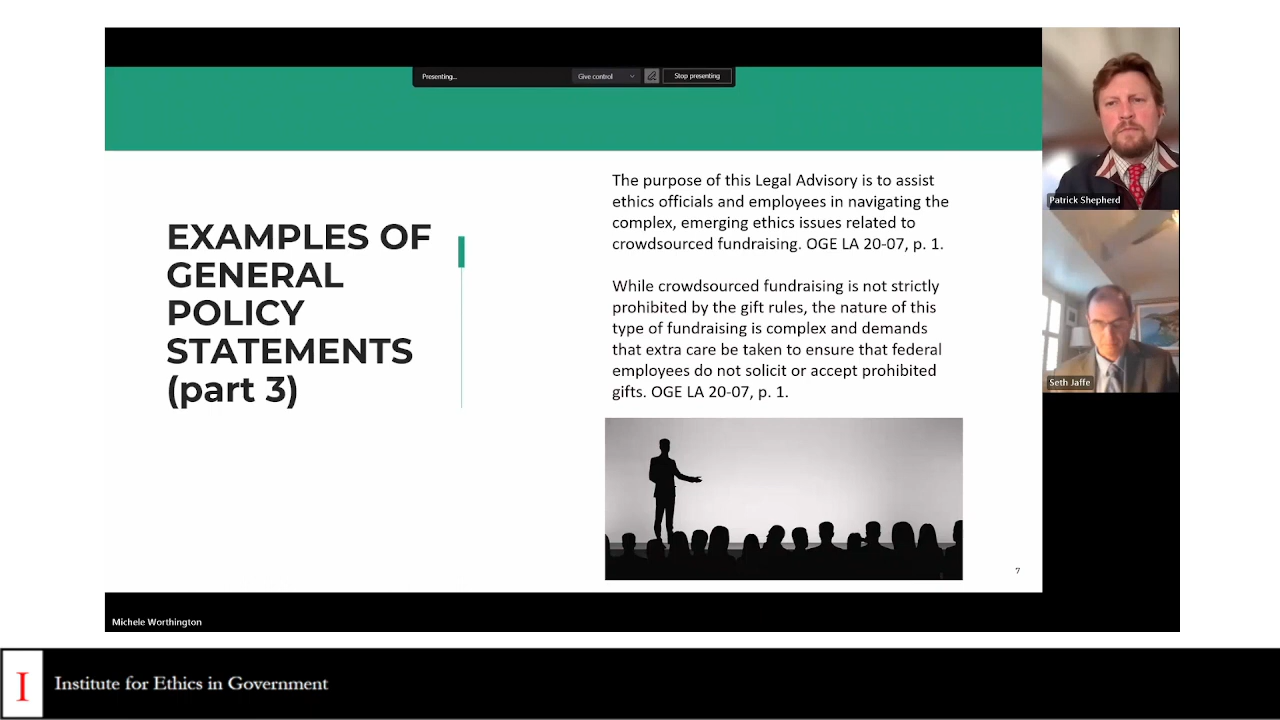 Presenting...
Give control
Stop presenting
EXAMPLES OF
GENERAL
POLICY
STATEMENTS
(part 3)
The purpose of this Legal Advisory is to assist
ethics officials and employees in navigating the
complex, emerging ethics issues related to
crowdsourced fundraising. OGE LA 20-07, p. 1.
While crowdsourced fundraising is not strictly
prohibited by the gift rules, the nature of this
type of fundraising is complex and demands
that extra care be taken to ensure that federal
employees do not solicit or accept prohibited
gifts. OGE LA 20-07, p. 1.
7
Patrick Shepherd
Seth Jaffe
Michele Worthington
I
Institute for Ethics in Government